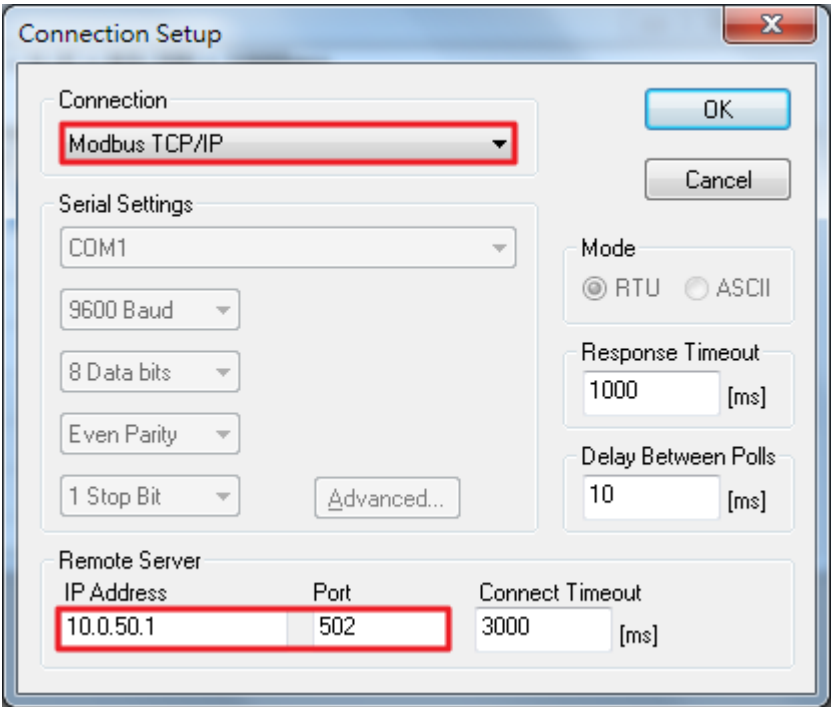 Connection Setup
Connection
OK
Modbus TCP/IP
Cancel
Serial Settings
COM1
Mode
RTU ASCII
9600 Baud
Response Timeout
8 Data bits
1000 [ms]
Even Parity
Delay Between Polls
1 Stop Bit
Advanced...
10 [ms]
Remote Server
IP Address Port Connect Timeout
10.0.50.1 502 3000 [ms]